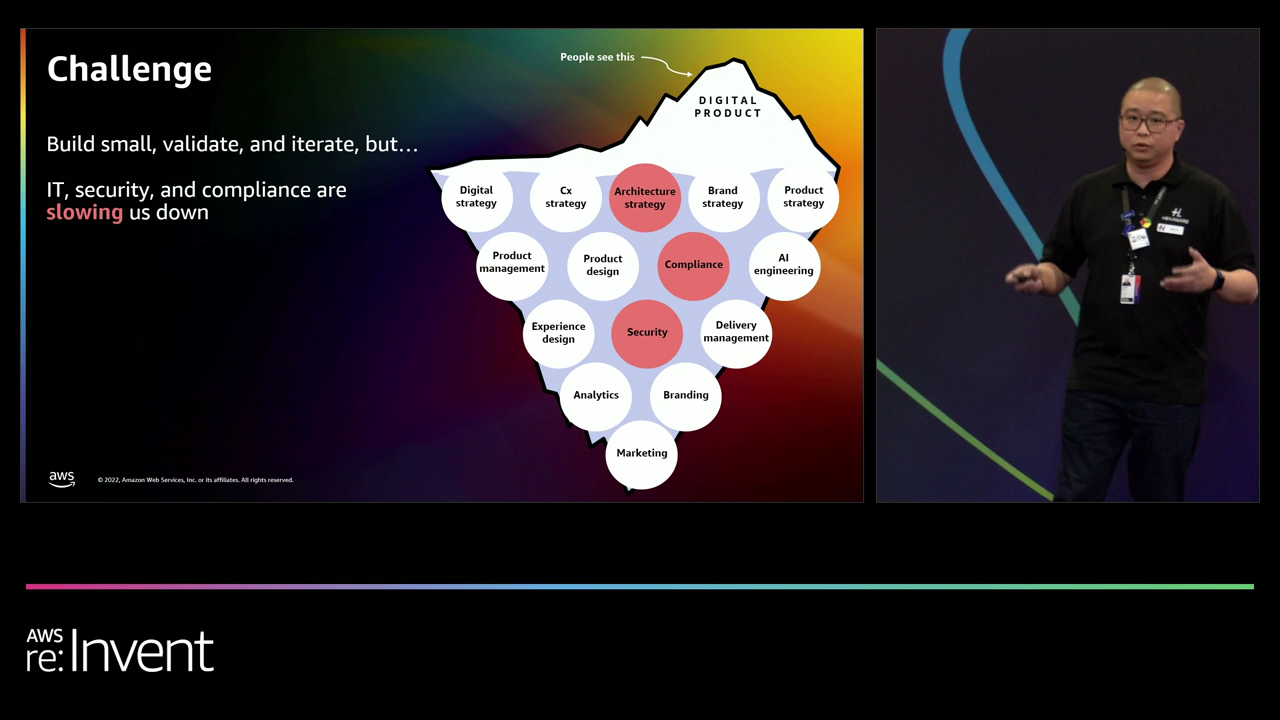 Challenge
Build small, validate, and iterate, but...
IT, security, and compliance are
slowing us down
People see this
DIGITAL
PRODUCT
Digital
strategy
Cx
strategy
Architecture
strategy
Brand
strategy
Product
strategy
Product
management
Product
design
Compliance
AI
engineering
Experience
design
Security
Delivery
management
Analytics
Branding
Marketing
aws
© 2022, Amazon Web Services, Inc. or its affiliates. All rights reserved.
AWS
re:Invent